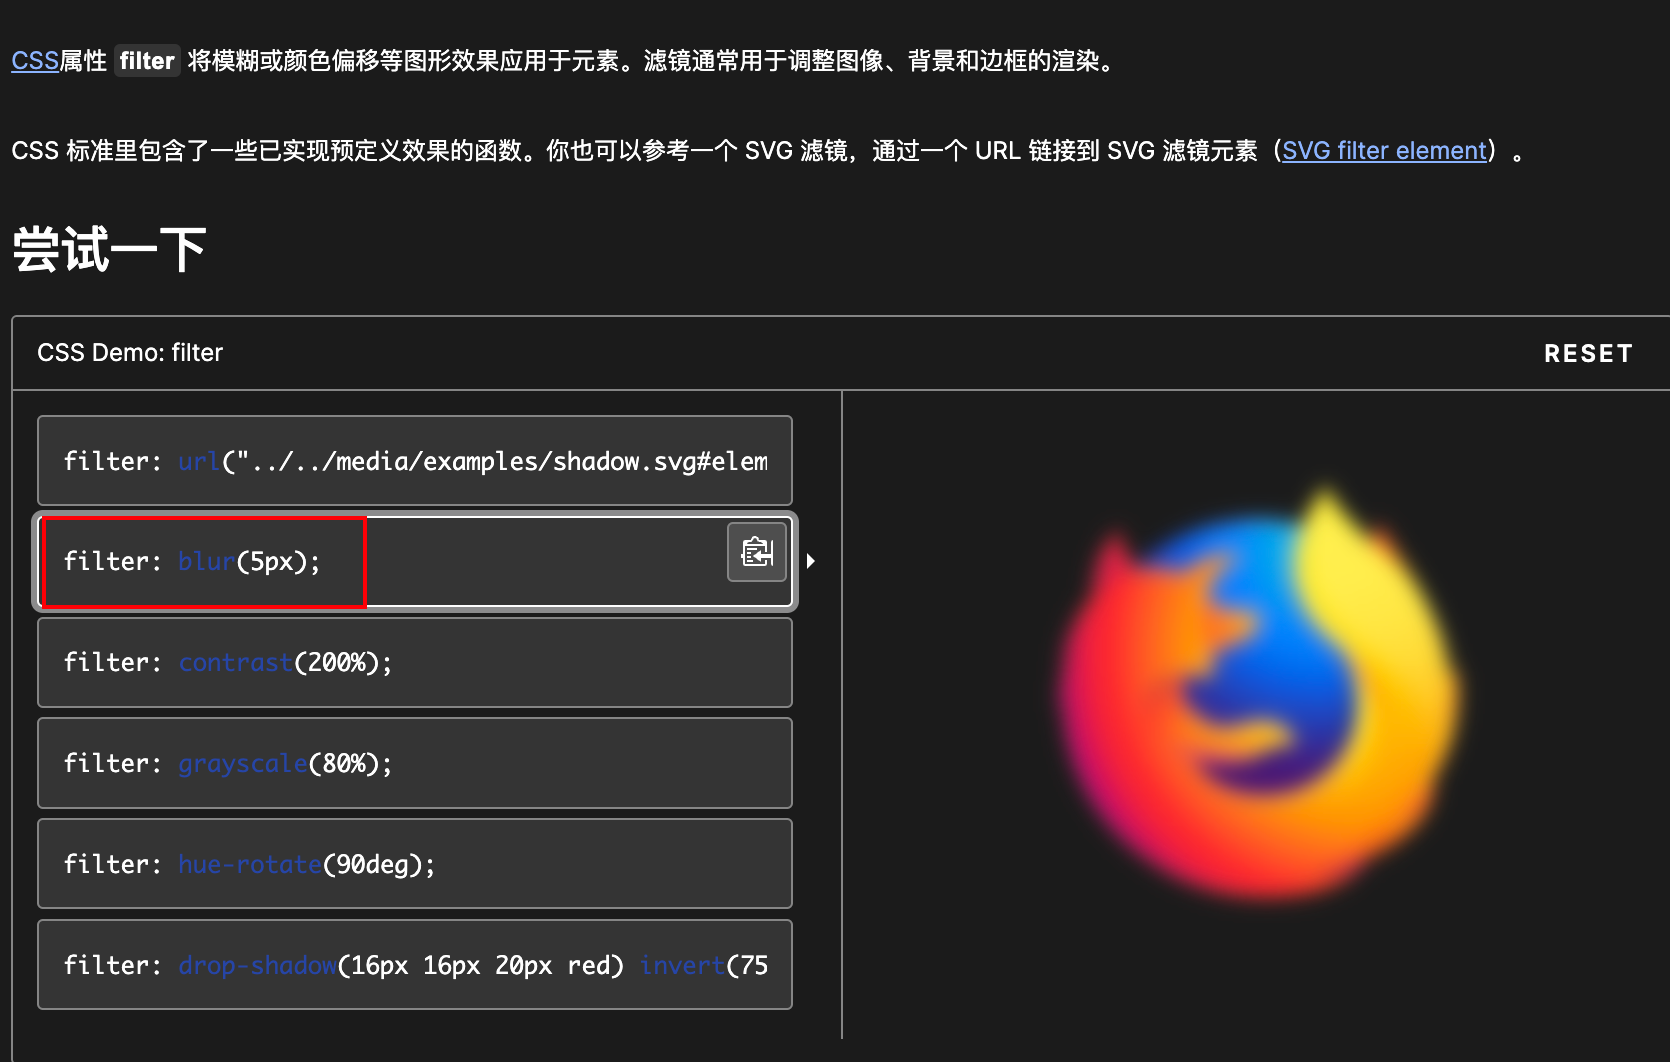 CSS属性 filter 将模糊或颜色偏移等图形效果应用于元素。滤镜通常用于调整图像、背景和边框的渲染。
CSS 标准里包含了一些已实现预定义效果的函数。你也可以参考一个 SVG 滤镜，通过一个 URL 链接到 SVG 滤镜元素（SVG filter element）。
尝试一下
CSS Demo: filter
RESET
filter: url("../../media/examples/shadow.svg#elem
filter: blur(5px);
filter: contrast(200%);
filter: grayscale(80%);
filter: hue-rotate(90deg);
filter: drop-shadow(16px 16px 20px red) invert(75